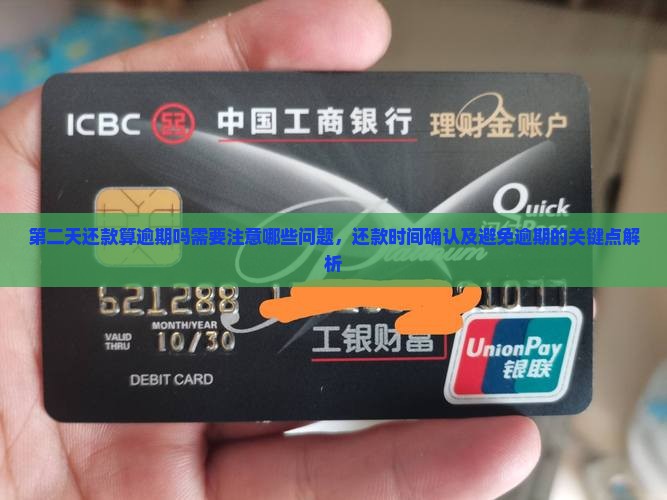 ICBC 中国工商银行 理财金账户
Quick
第二天还款算逾期吗需要注意哪些问题，还款时间确认及避免逾期的关键点解
析
Platinum
621288
VALID THRU
MONTH/YEAR
10/30
工银财富
DEBIT CARD
UnionPay
银联